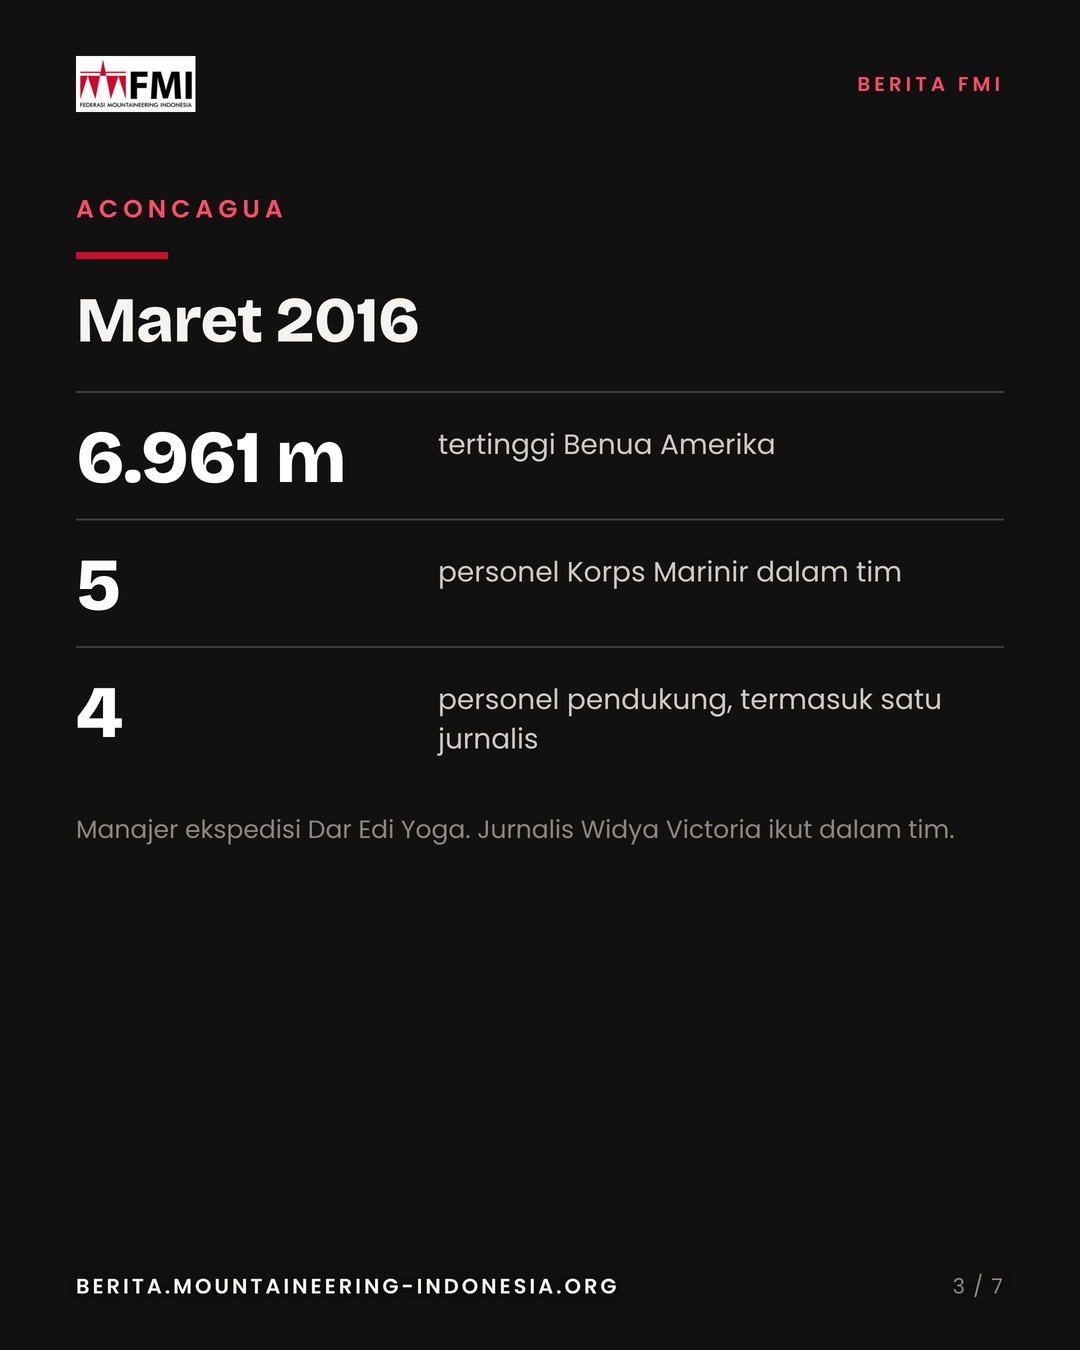 FMI
FEDERASI MOUNTAINEERING INDONESIA
BERITA FMI
ACONCAGUA
Maret 2016
6.961 m
tertinggi Benua Amerika
5
personel Korps Marinir dalam tim
4
personel pendukung, termasuk satu
jurnalis
Manajer ekspedisi Dar Edi Yoga. Jurnalis Widya Victoria ikut dalam tim.
BERITA.MOUNTAINEERING-INDONESIA.ORG
3 / 7